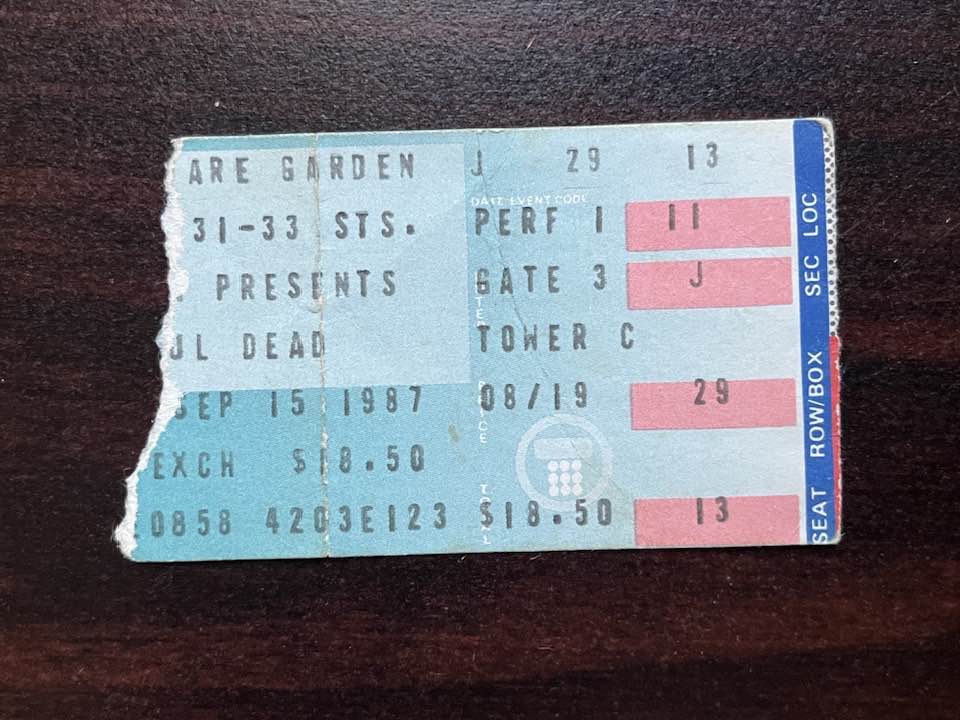 ARE GARDEN J 29 13
31-33 STS. PERF 1 11
PRESENTS GATE 3 J
UL DEAD TOWER C
SEP 15 1987 08/19 29
EXCH $18.50
0858 4203E123 $18.50 13
DATE EVENT CODE
SEAT ROW/BOX SEC LOC